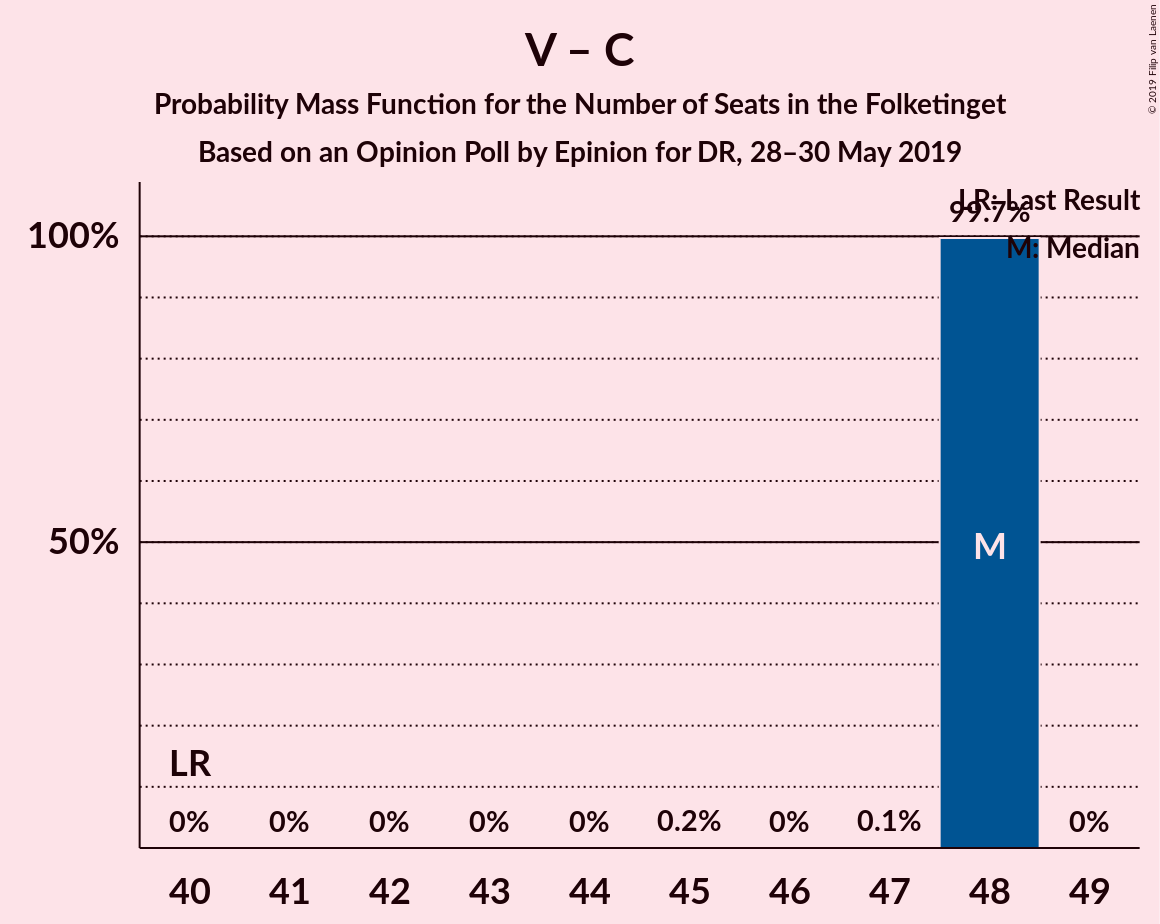 V – C
Probability Mass Function for the Number of Seats in the Folketinget
Based on an Opinion Poll by Epinion for DR, 28–30 May 2019
© 2019 Filip van Laenen
LR: Last Result
99.7%
M: Median
100%
50%
M
LR
0% 0% 0% 0% 0% 0.2% 0% 0.1% 0%
40 41 42 43 44 45 46 47 48 49